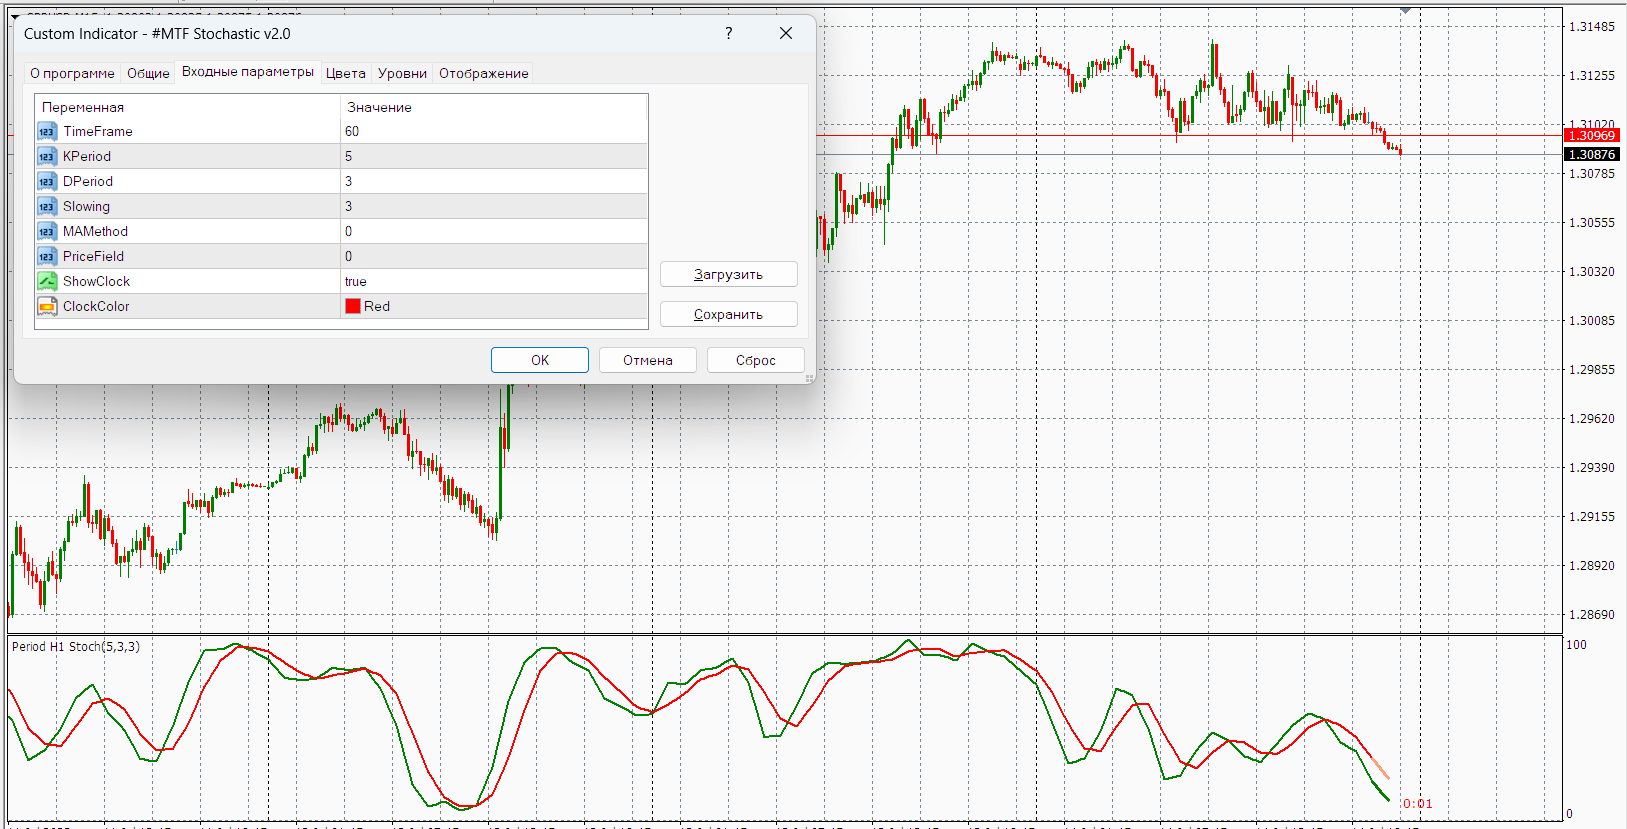 Custom Indicator - #MTF Stochastic v2.0
?
О программе Общие Входные параметры Цвета Уровни Отображение
Переменная Значение
TimeFrame 60
KPeriod 5
DPeriod 3
Slowing 3
MAMethod 0
PriceField 0
ShowClock true
ClockColor Red
Загрузить
Сохранить
OK Отмена Сброс
1.31485
1.31255
1.31020
1.30969
1.30876
1.30785
1.30555
1.30320
1.30085
1.29855
1.29620
1.29390
1.29155
1.28920
1.28690
Period H1 Stoch(5,3,3)
100
0:01
0